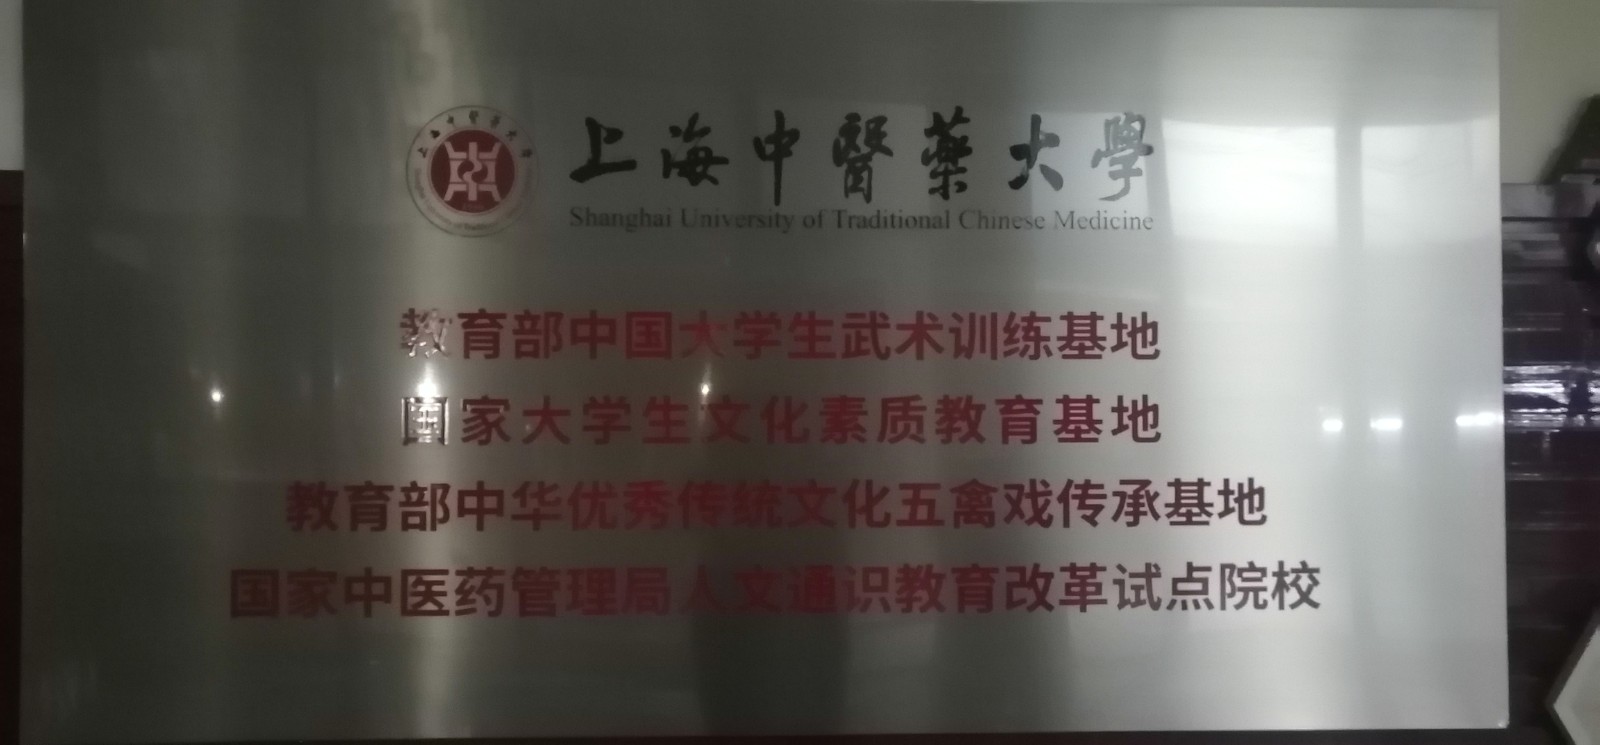 上海中醫藥大學
Shanghai University of Traditional Chinese Medicine
教育部中国大学生武术训练基地
国家大学生文化素质教育基地
教育部中华优秀传统文化五禽戏传承基地
国家中医药管理局人文通识教育改革试点院校